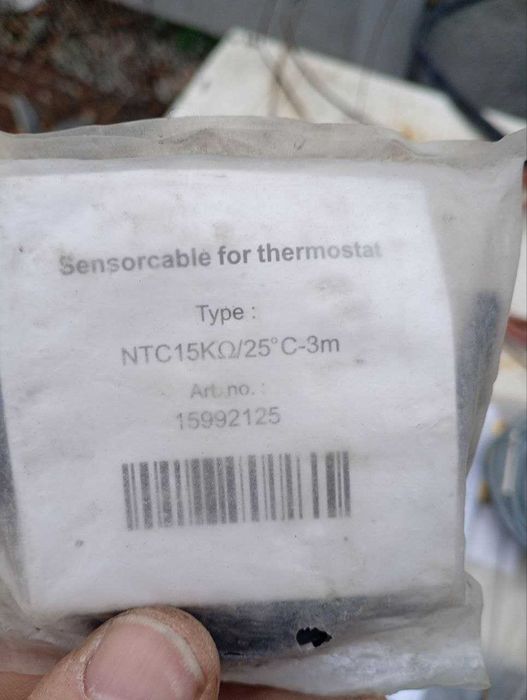 Sensorcable for thermostat
Type :
NTC15KΩ/25°C-3m
Art. no. :
15992125